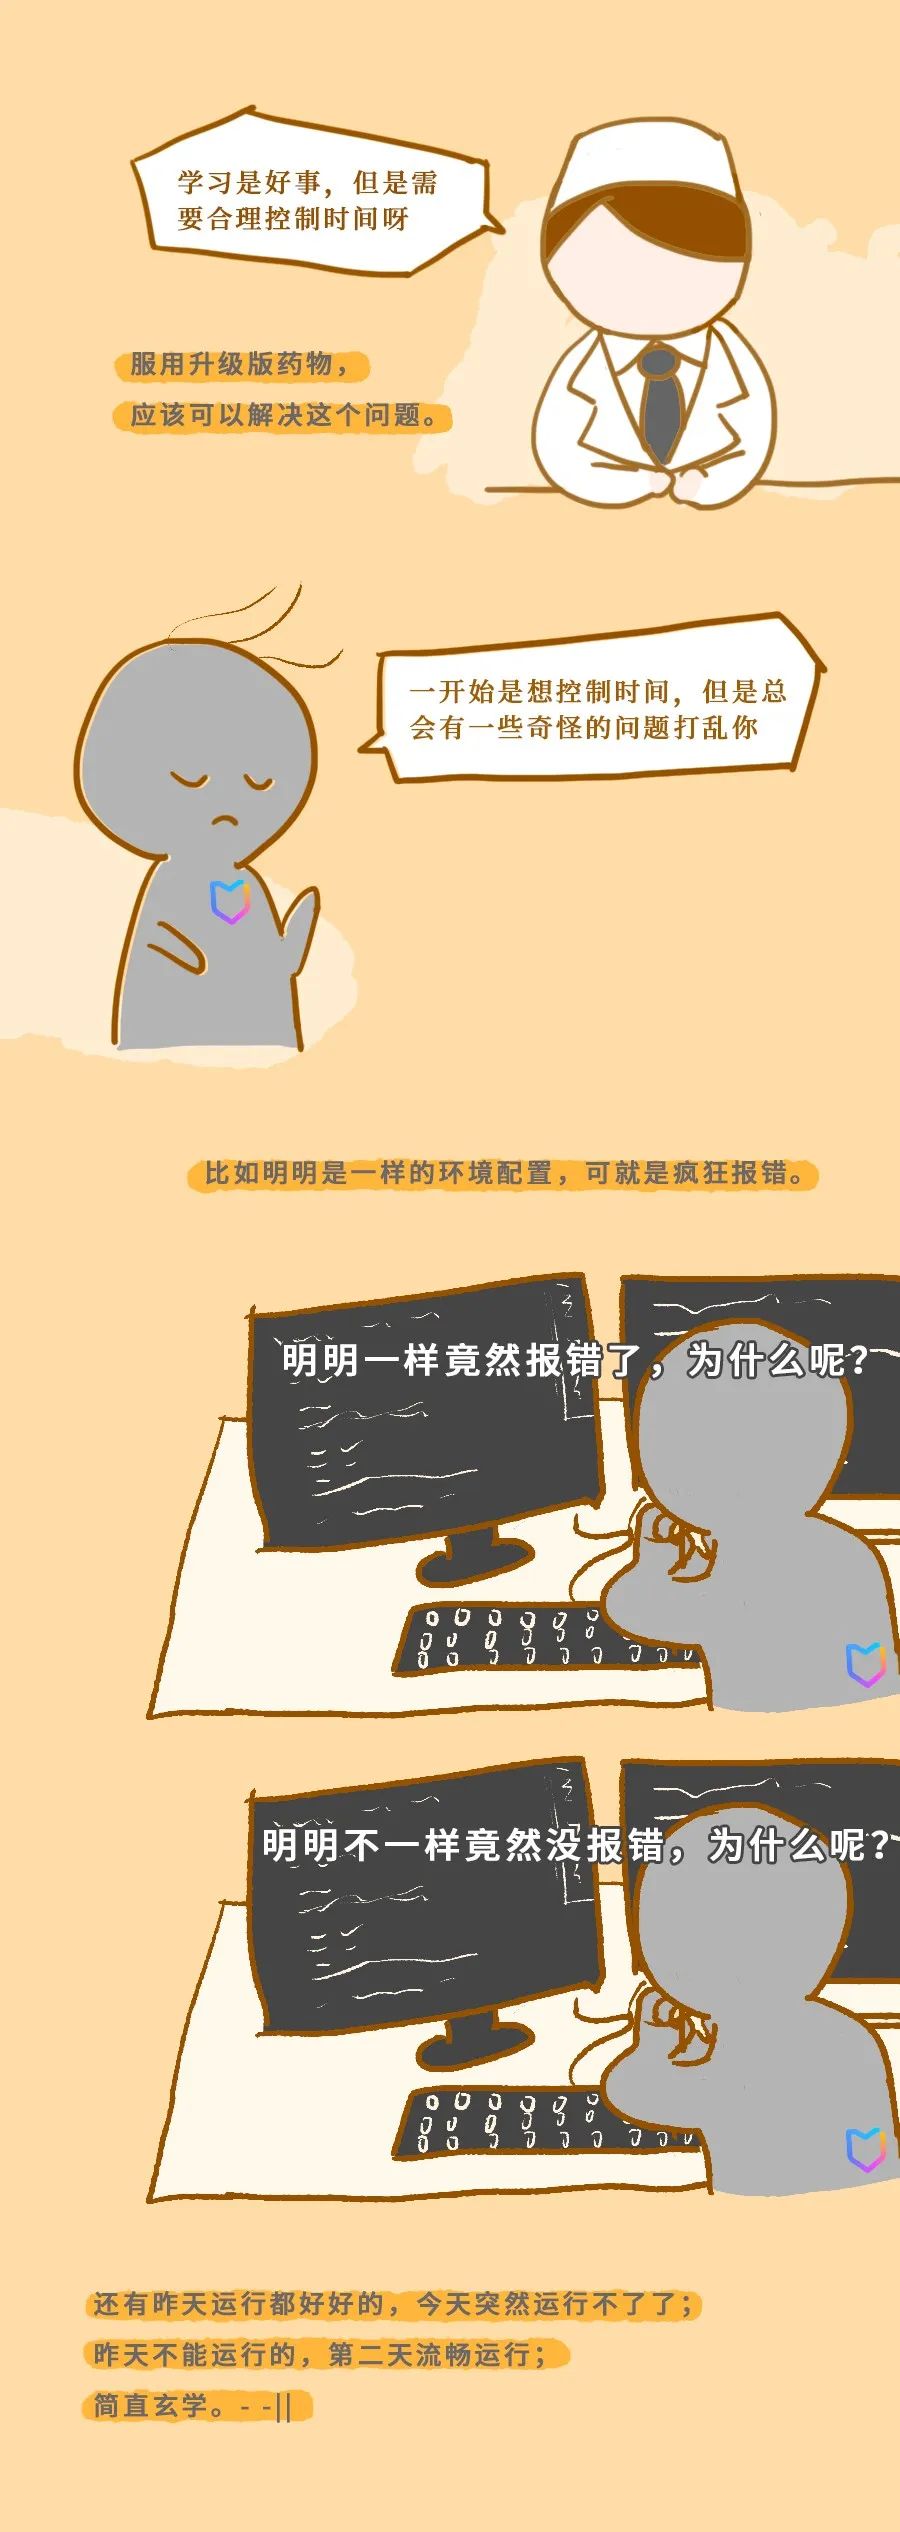 学习是好事，但是需
要合理控制时间呀
服用升级版药物，
应该可以解决这个问题。
一开始是想控制时间，但是总
会有一些奇怪的问题打乱你
比如明明是一样的环境配置，可就是疯狂报错。
明明一样竟然报错了，为什么呢？
明明不一样竟然没报错，为什么呢？
还有昨天运行都好好的，今天突然运行不了了；
昨天不能运行的，第二天流畅运行；
简直玄学。- -||